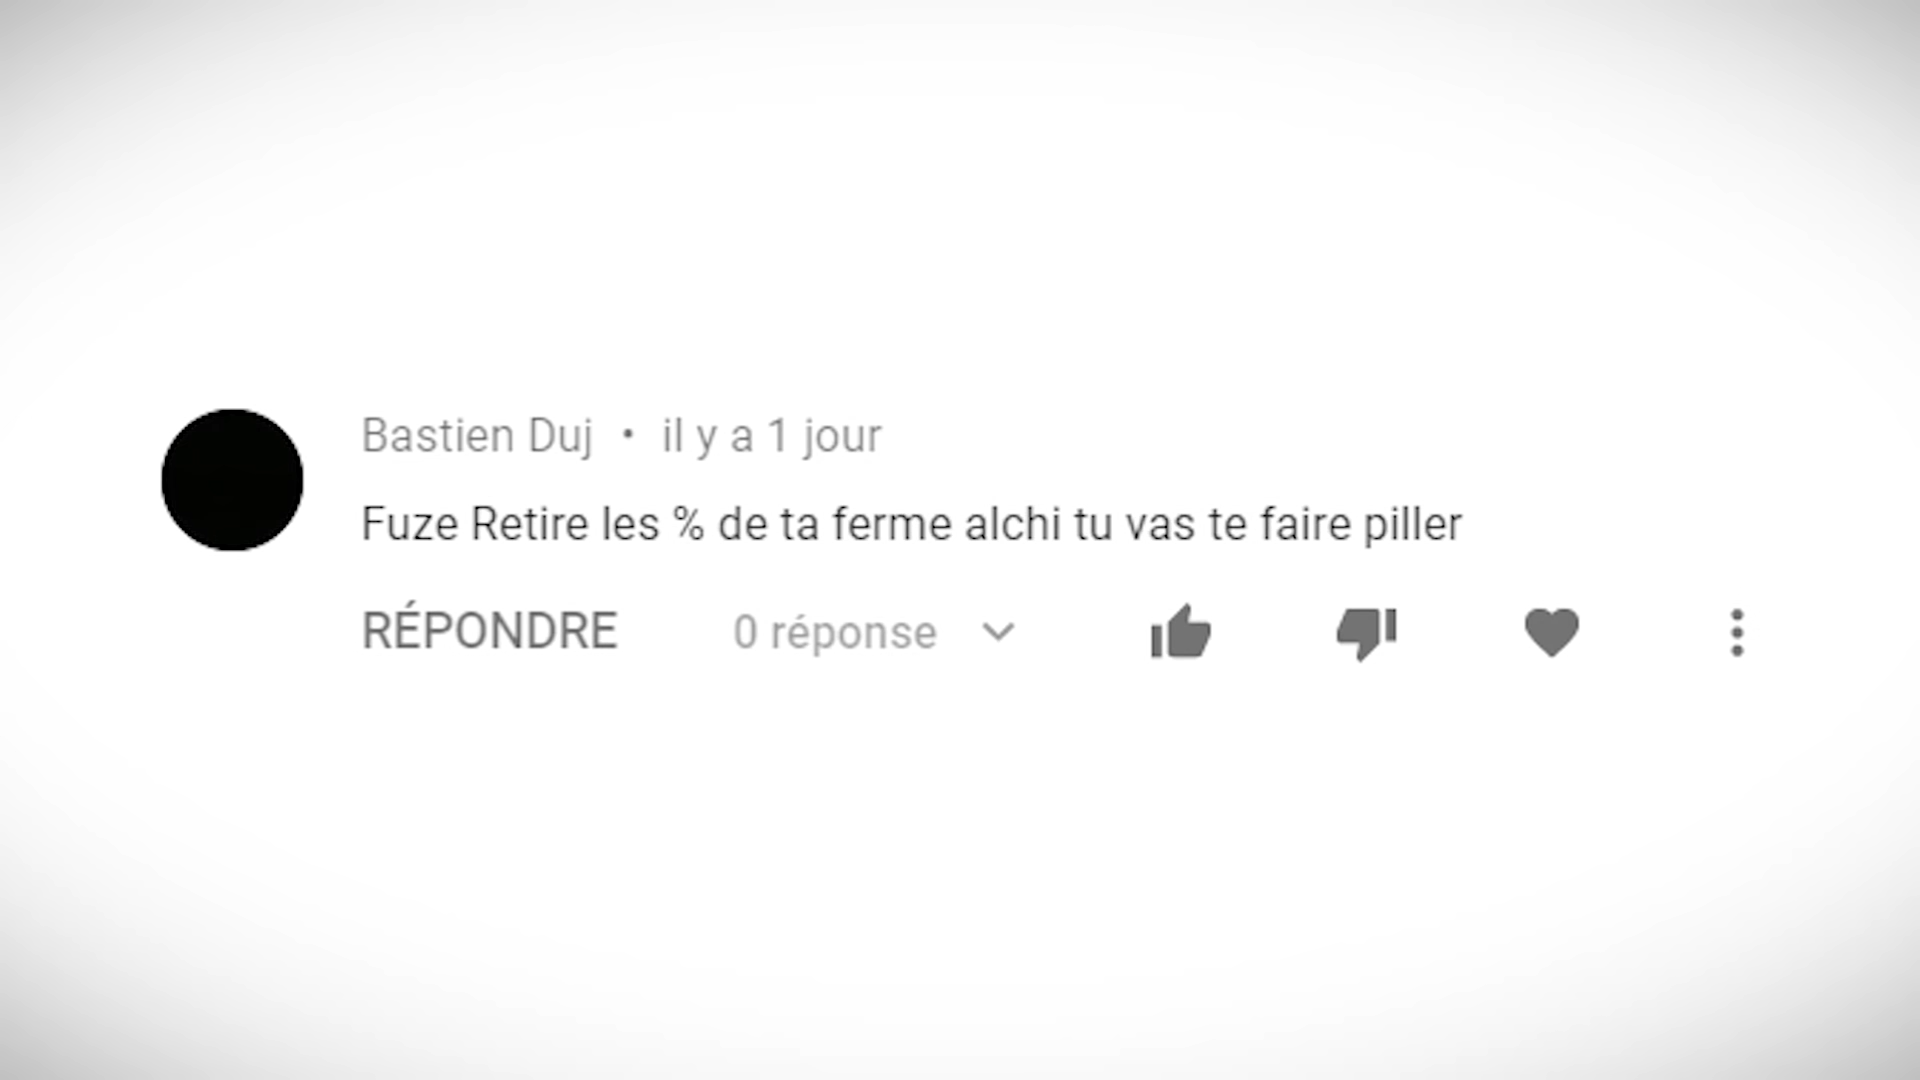 Bastien Duj • il y a 1 jour
Fuze Retire les % de ta ferme alchi tu vas te faire piller
RÉPONDRE 0 réponse